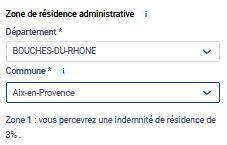 Zone de résidence administrative i
Département *
BOUCHES-DU-RHONE
Commune * i
Aix-en-Provence
Zone 1 : vous percevrez une indemnité de résidence de
3% .